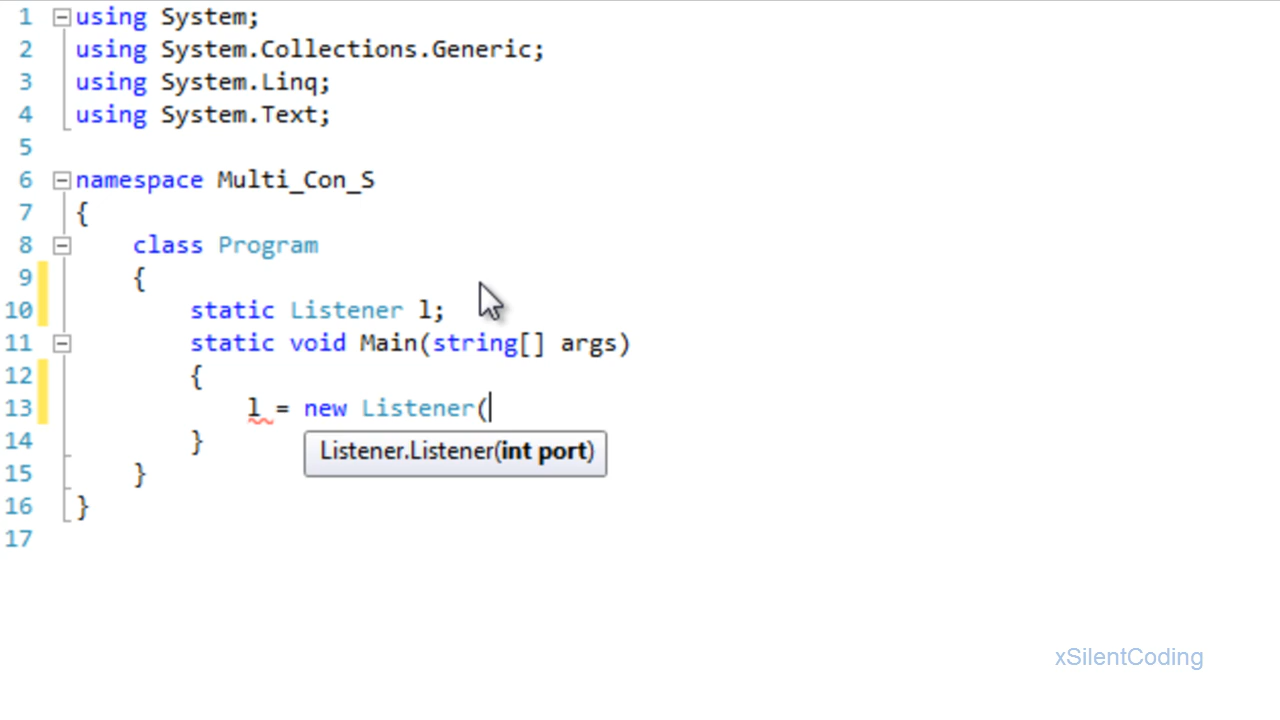 1 using System;
2 using System.Collections.Generic;
3 using System.Linq;
4 using System.Text;
5
6 namespace Multi_Con_S
7 {
8 class Program
9 {
10 static Listener l;
11 static void Main(string[] args)
12 {
13 l = new Listener(
14 }
Listener.Listener(int port)
15 }
16 }
17
xSilentCoding